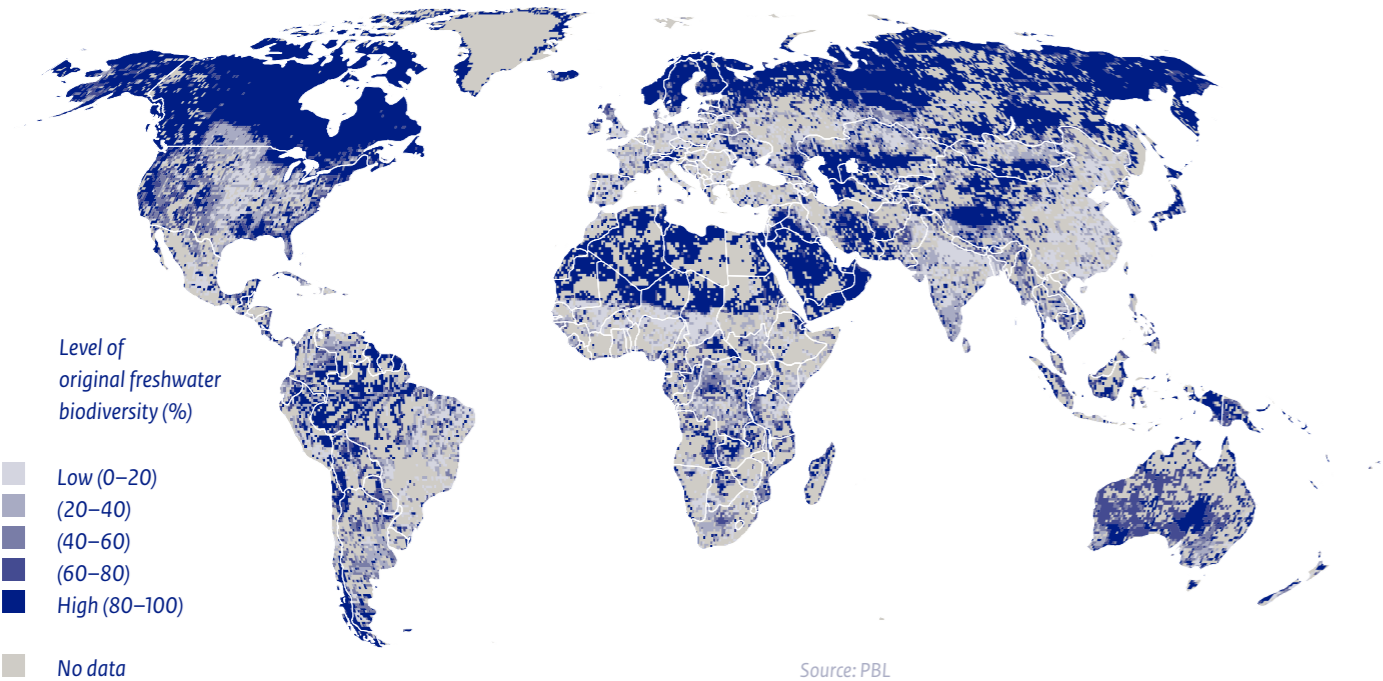 Level of
original freshwater
biodiversity (%)
Low (0–20)
(20–40)
(40–60)
(60–80)
High (80–100)
No data
Source: PBL